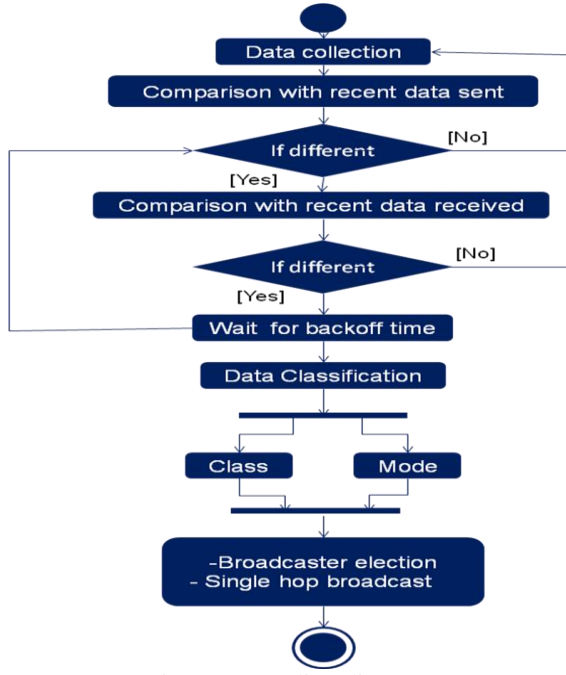 Data collection
Comparison with recent data sent
If different
[No]
[Yes]
Comparison with recent data received
If different
[No]
[Yes]
Wait for backoff time
Data Classification
Class
Mode
-Broadcaster election
- Single hop broadcast